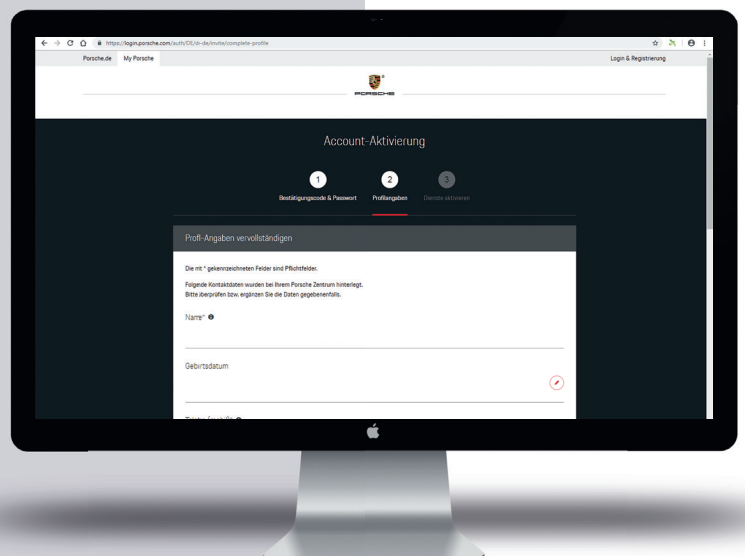 https://login.porsche.com/auth/DE/di-de/invite/complete-profile
Porsche.de My Porsche Login & Registrierung
PORSCHE
Account-Aktivierung
1 2 3
Bestätigungscode & Passwort Profilangaben Dienste aktivieren
Profil-Angaben vervollständigen
Die mit * gekennzeichneten Felder sind Pflichtfelder.
Folgende Kontaktdaten wurden bei Ihrem Porsche Zentrum hinterlegt.
Bitte überprüfen bzw. ergänzen Sie die Daten gegebenenfalls.
Name*
Geburtsdatum